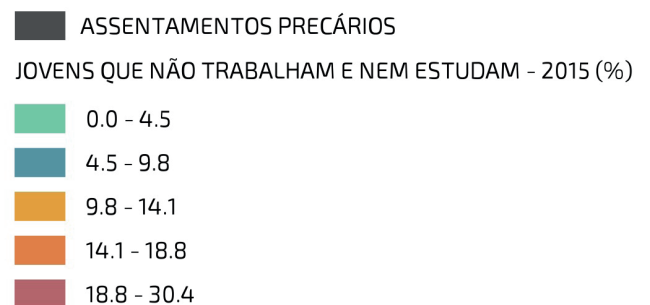 ASSENTAMENTOS PRECÁRIOS
JOVENS QUE NÃO TRABALHAM E NEM ESTUDAM - 2015 (%)
0.0 - 4.5
4.5 - 9.8
9.8 - 14.1
14.1 - 18.8
18.8 - 30.4